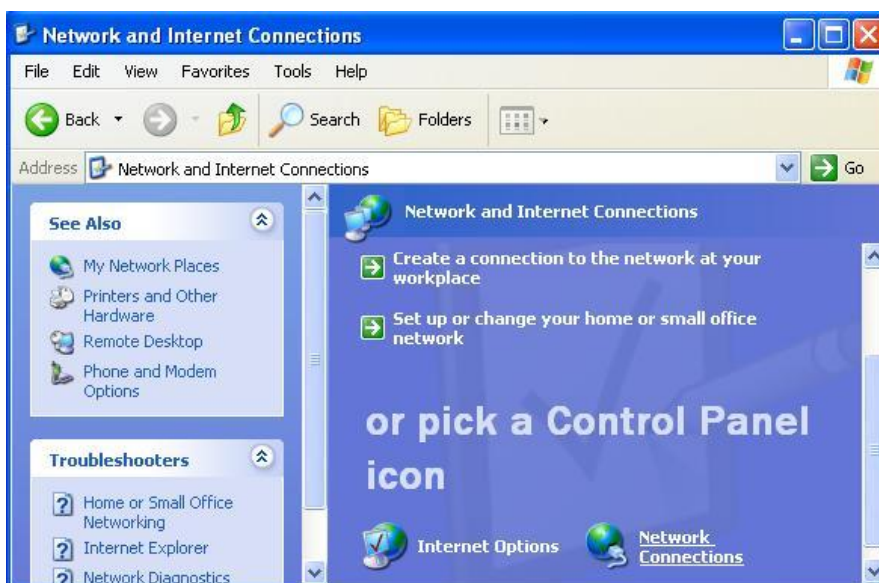 Network and Internet Connections
File Edit View Favorites Tools Help
Back Search Folders
Address Network and Internet Connections Go
See Also
My Network Places
Printers and Other
Hardware
Remote Desktop
Phone and Modem
Options
Troubleshooters
Home or Small Office
Networking
Internet Explorer
Network Diagnostics
Network and Internet Connections
Create a connection to the network at your
workplace
Set up or change your home or small office
network
or pick a Control Panel
icon
Internet Options
Network
Connections